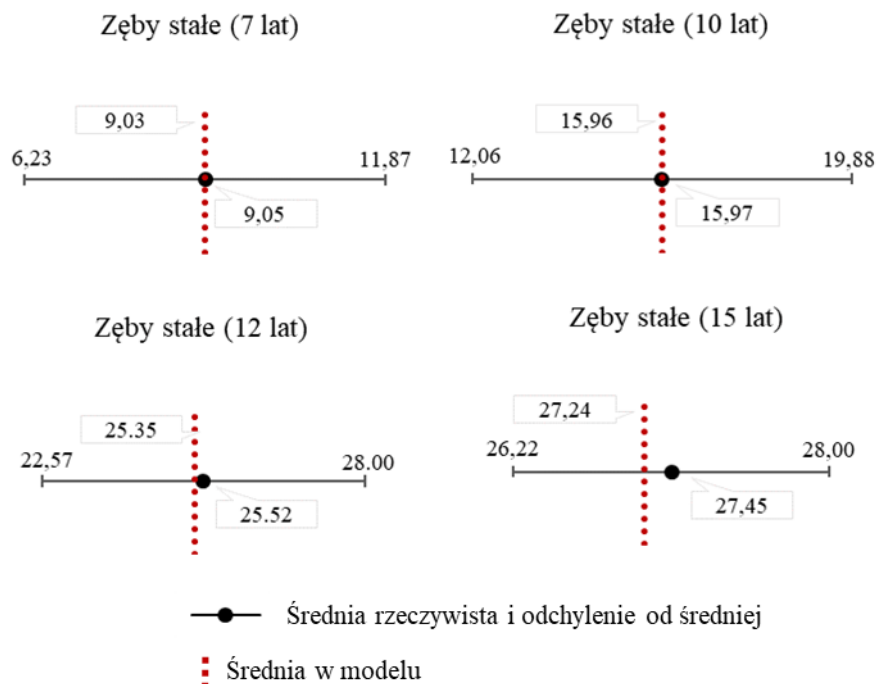 Zęby stałe (7 lat)
9,03
6,23
11,87
9,05
Zęby stałe (10 lat)
15,96
12,06
19,88
15,97
Zęby stałe (12 lat)
25.35
22,57
28.00
25.52
Zęby stałe (15 lat)
27,24
26,22
28,00
27,45
Średnia rzeczywista i odchylenie od średniej
Średnia w modelu